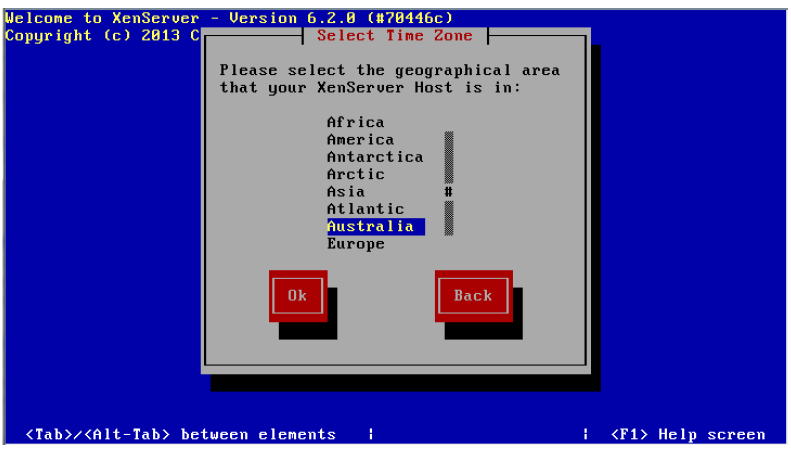 Welcome to XenServer - Version 6.2.0 (#70446c)
Copyright (c) 2013 C
Select Time Zone
Please select the geographical area
that your XenServer Host is in:
Africa
America
Antarctica
Arctic
Asia #
Atlantic
Australia
Europe
Ok Back
<Tab>/<Alt-Tab> between elements | | <F1> Help screen